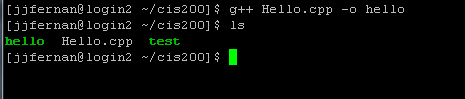 [jjfernan@login2 ~/cis200]$ g++ Hello.cpp -o hello
[jjfernan@login2 ~/cis200]$ ls
hello  Hello.cpp  test
[jjfernan@login2 ~/cis200]$